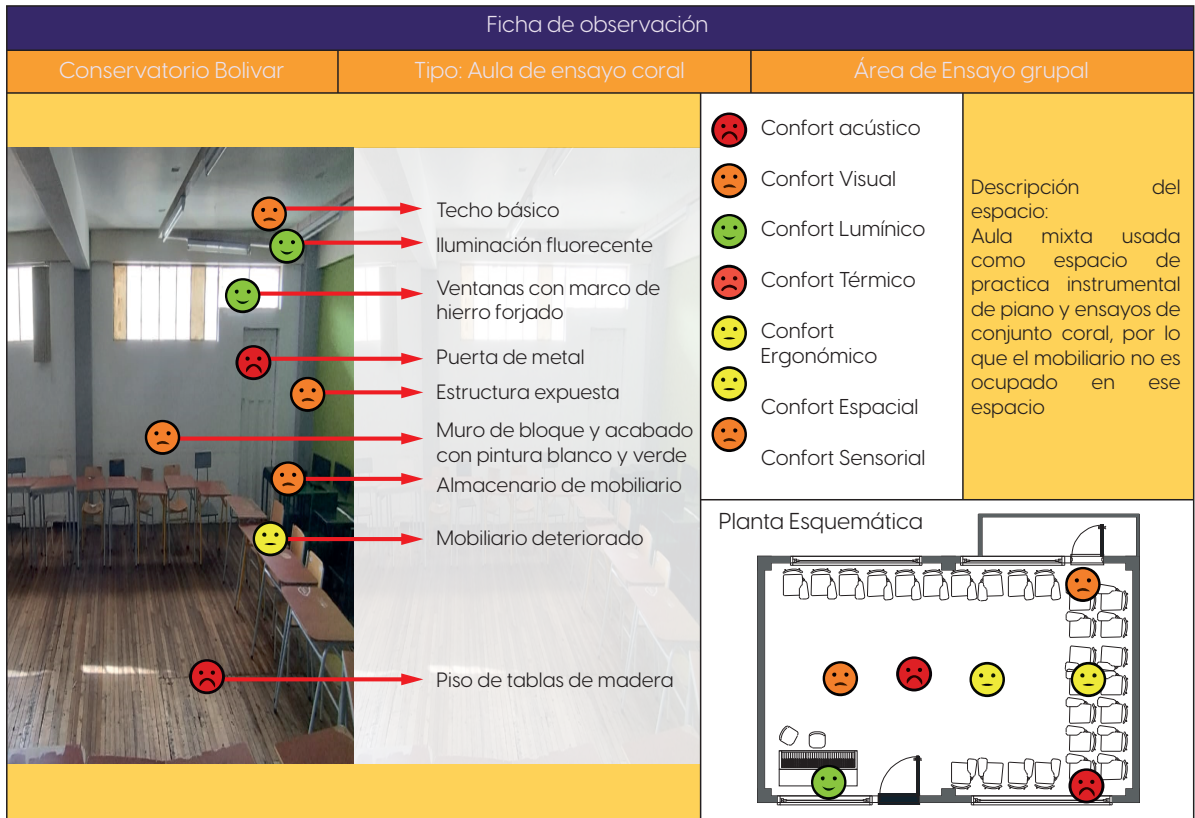 Ficha de observación
Conservatorio Bolivar
Tipo: Aula de ensayo coral
Área de Ensayo grupal
Techo básico
Iluminación fluorecente
Ventanas con marco de
hierro forjado
Puerta de metal
Estructura expuesta
Muro de bloque y acabado
con pintura blanco y verde
Almacenario de mobiliario
Mobiliario deteriorado
Piso de tablas de madera
Confort acústico
Confort Visual
Confort Lumínico
Confort Térmico
Confort
Ergonómico
Confort Espacial
Confort Sensorial
Descripción del
espacio:
Aula mixta usada
como espacio de
practica instrumental
de piano y ensayos de
conjunto coral, por lo
que el mobiliario no es
ocupado en ese
espacio
Planta Esquemática